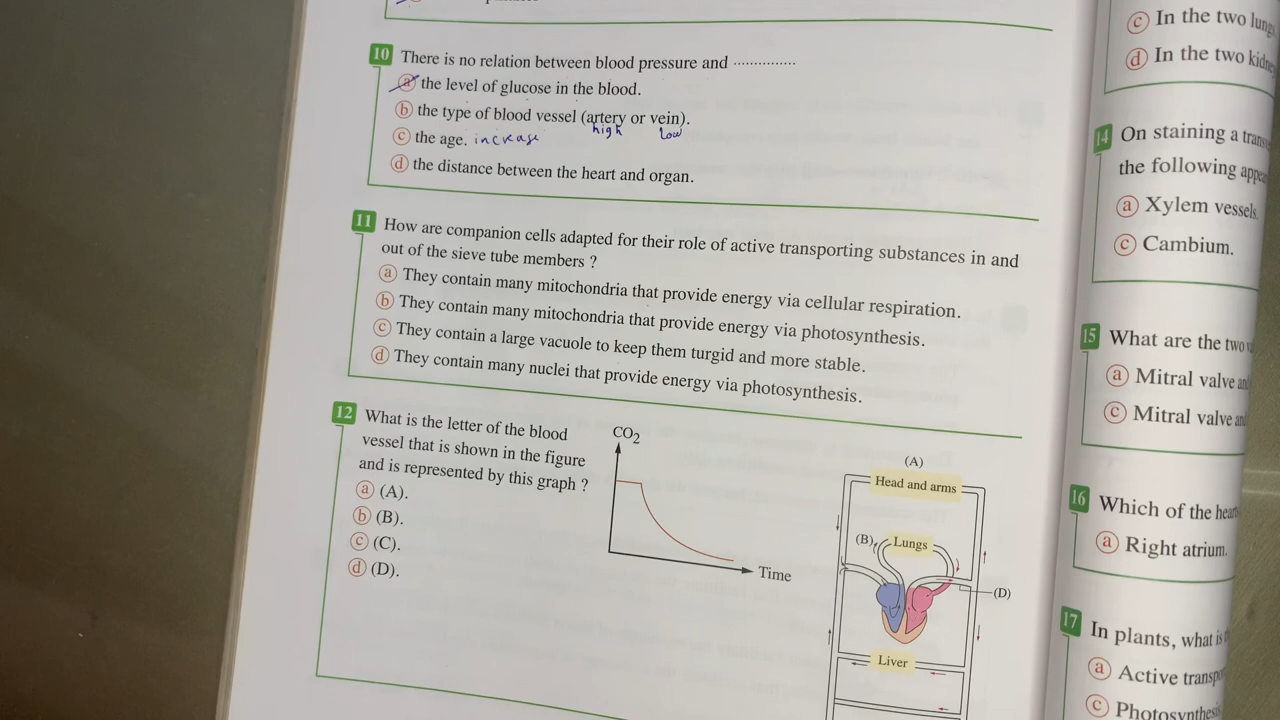 10 There is no relation between blood pressure and ...............
a the level of glucose in the blood.
b the type of blood vessel (artery or vein).
high low
c the age. increase
d the distance between the heart and organ.
11 How are companion cells adapted for their role of active transporting substances in and
out of the sieve tube members ?
a They contain many mitochondria that provide energy via cellular respiration.
b They contain many mitochondria that provide energy via photosynthesis.
c They contain a large vacuole to keep them turgid and more stable.
d They contain many nuclei that provide energy via photosynthesis.
12 What is the letter of the blood
vessel that is shown in the figure
and is represented by this graph ?
a (A).
b (B).
c (C).
d (D).
CO2
Time
(A)
Head and arms
(B)
Lungs
(D)
Liver
c In the two
d In the two
14 On staining a
the following
a Xylem vessels.
c Cambium.
15 What are the two
a Mitral valve
c Mitral valve
16 Which of the
a Right atrium.
17 In plants, what is
a Active
c Photosynthesis